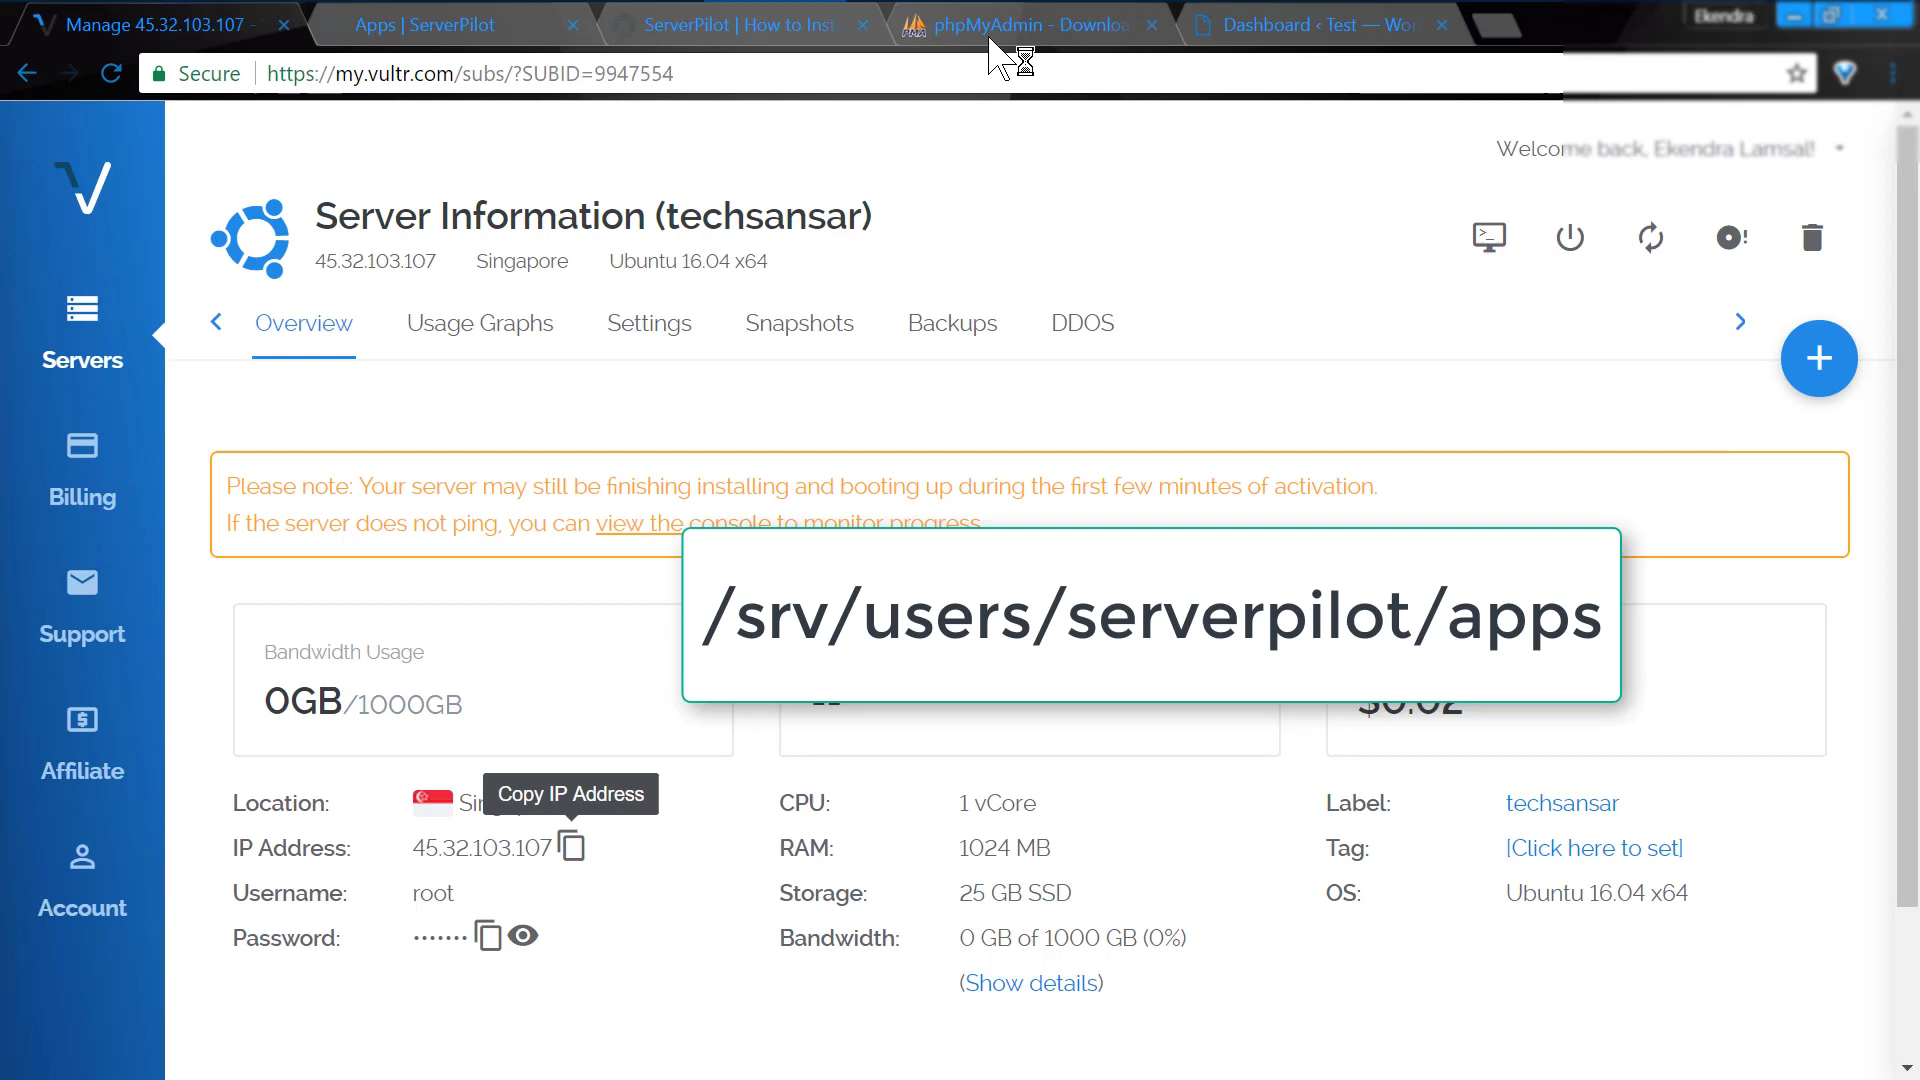 Manage 45.32.103.107 -
Apps | ServerPilot
ServerPilot | How to Inst
phpMyAdmin - Downloa
Dashboard ‹ Test — Wor
Ekendra
Secure
https://my.vultr.com/subs/?SUBID=9947554
Welcome back, Ekendra Lamsal!
Server Information (techsansar)
45.32.103.107 Singapore Ubuntu 16.04 x64
Overview Usage Graphs Settings Snapshots Backups DDOS
Servers
Billing
Support
Affiliate
Account
Please note: Your server may still be finishing installing and booting up during the first few minutes of activation.
If the server does not ping, you can view the console to monitor progress.
/srv/users/serverpilot/apps
Bandwidth Usage
0GB/1000GB
$0.02
Copy IP Address
Location:
IP Address: 45.32.103.107
Username: root
Password: ·······
CPU: 1 vCore
RAM: 1024 MB
Storage: 25 GB SSD
Bandwidth: 0 GB of 1000 GB (0%)
(Show details)
Label: techsansar
Tag: [Click here to set]
OS: Ubuntu 16.04 x64